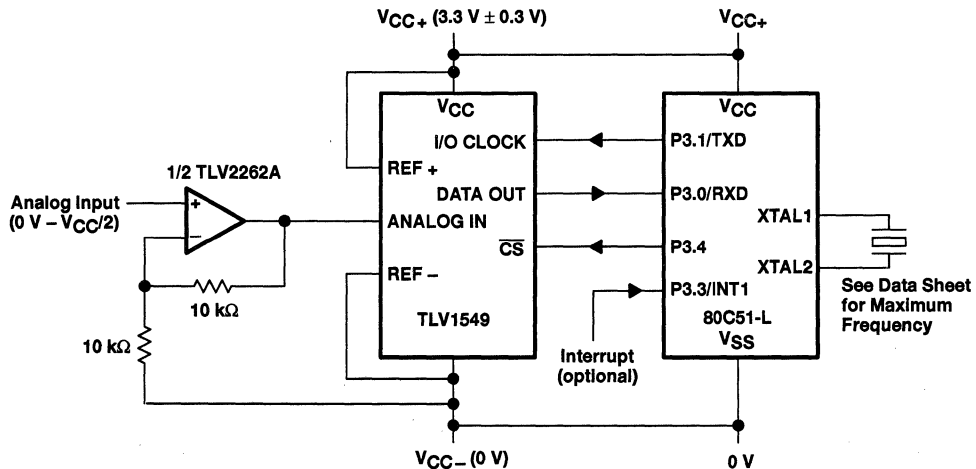 VCC+ (3.3 V ± 0.3 V)
VCC+
VCC
VCC
I/O CLOCK
P3.1/TXD
1/2 TLV2262A
REF +
DATA OUT
P3.0/RXD
Analog Input
(0 V – VCC/2)
+
–
ANALOG IN
XTAL1
CS
P3.4
REF –
XTAL2
10 kΩ
P3.3/INT1
See Data Sheet
for Maximum
Frequency
TLV1549
80C51-L
10 kΩ
VSS
Interrupt
(optional)
VCC– (0 V)
0 V